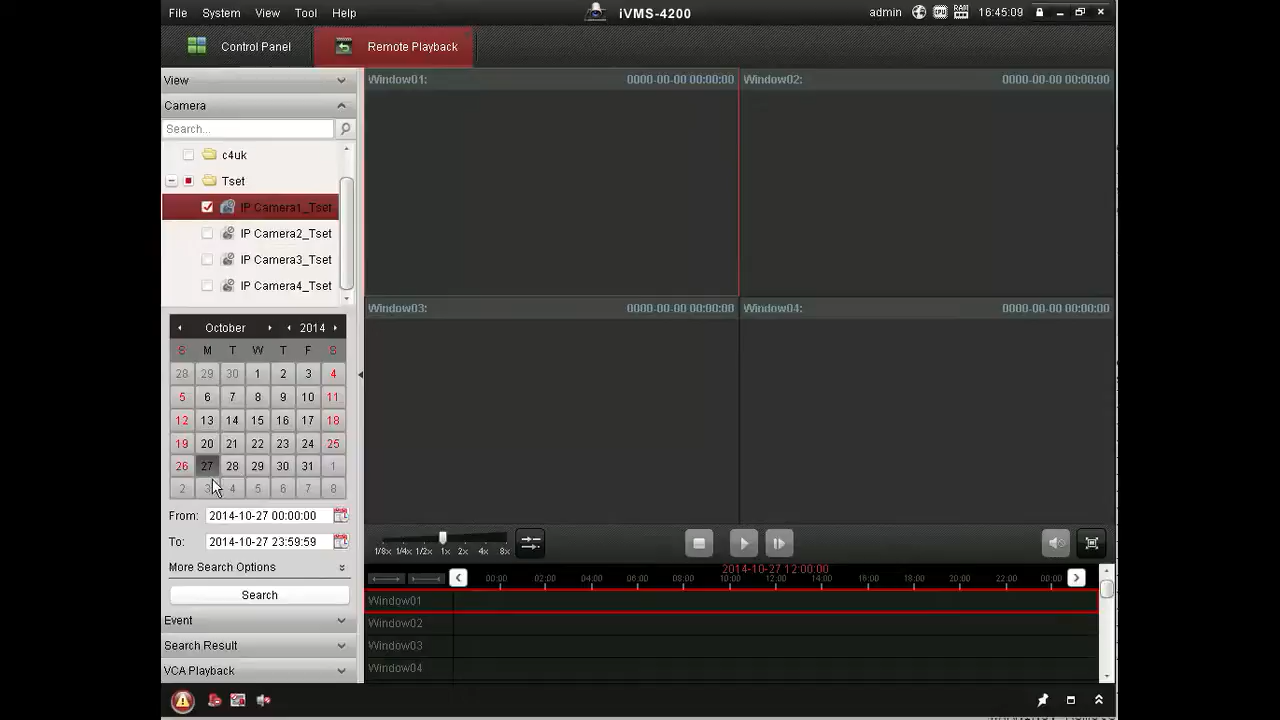 File System View Tool Help iVMS-4200 admin 16:45:09
Control Panel Remote Playback
View
Camera
Search...
c4uk
Tset
IP Camera1_Tset
IP Camera2_Tset
IP Camera3_Tset
IP Camera4_Tset
October 2014
S M T W T F S
28 29 30 1 2 3 4
5 6 7 8 9 10 11
12 13 14 15 16 17 18
19 20 21 22 23 24 25
26 27 28 29 30 31 1
2 3 4 5 6 7 8
From: 2014-10-27 00:00:00
To: 2014-10-27 23:59:59
More Search Options
Search
Event
Search Result
VCA Playback
Window01: 0000-00-00 00:00:00
Window02: 0000-00-00 00:00:00
Window03: 0000-00-00 00:00:00
Window04: 0000-00-00 00:00:00
1/8x 1/4x 1/2x 1x 2x 4x 8x
2014-10-27 12:00:00
00:00 02:00 04:00 06:00 08:00 10:00 12:00 14:00 16:00 18:00 20:00 22:00 00:00
Window01
Window02
Window03
Window04